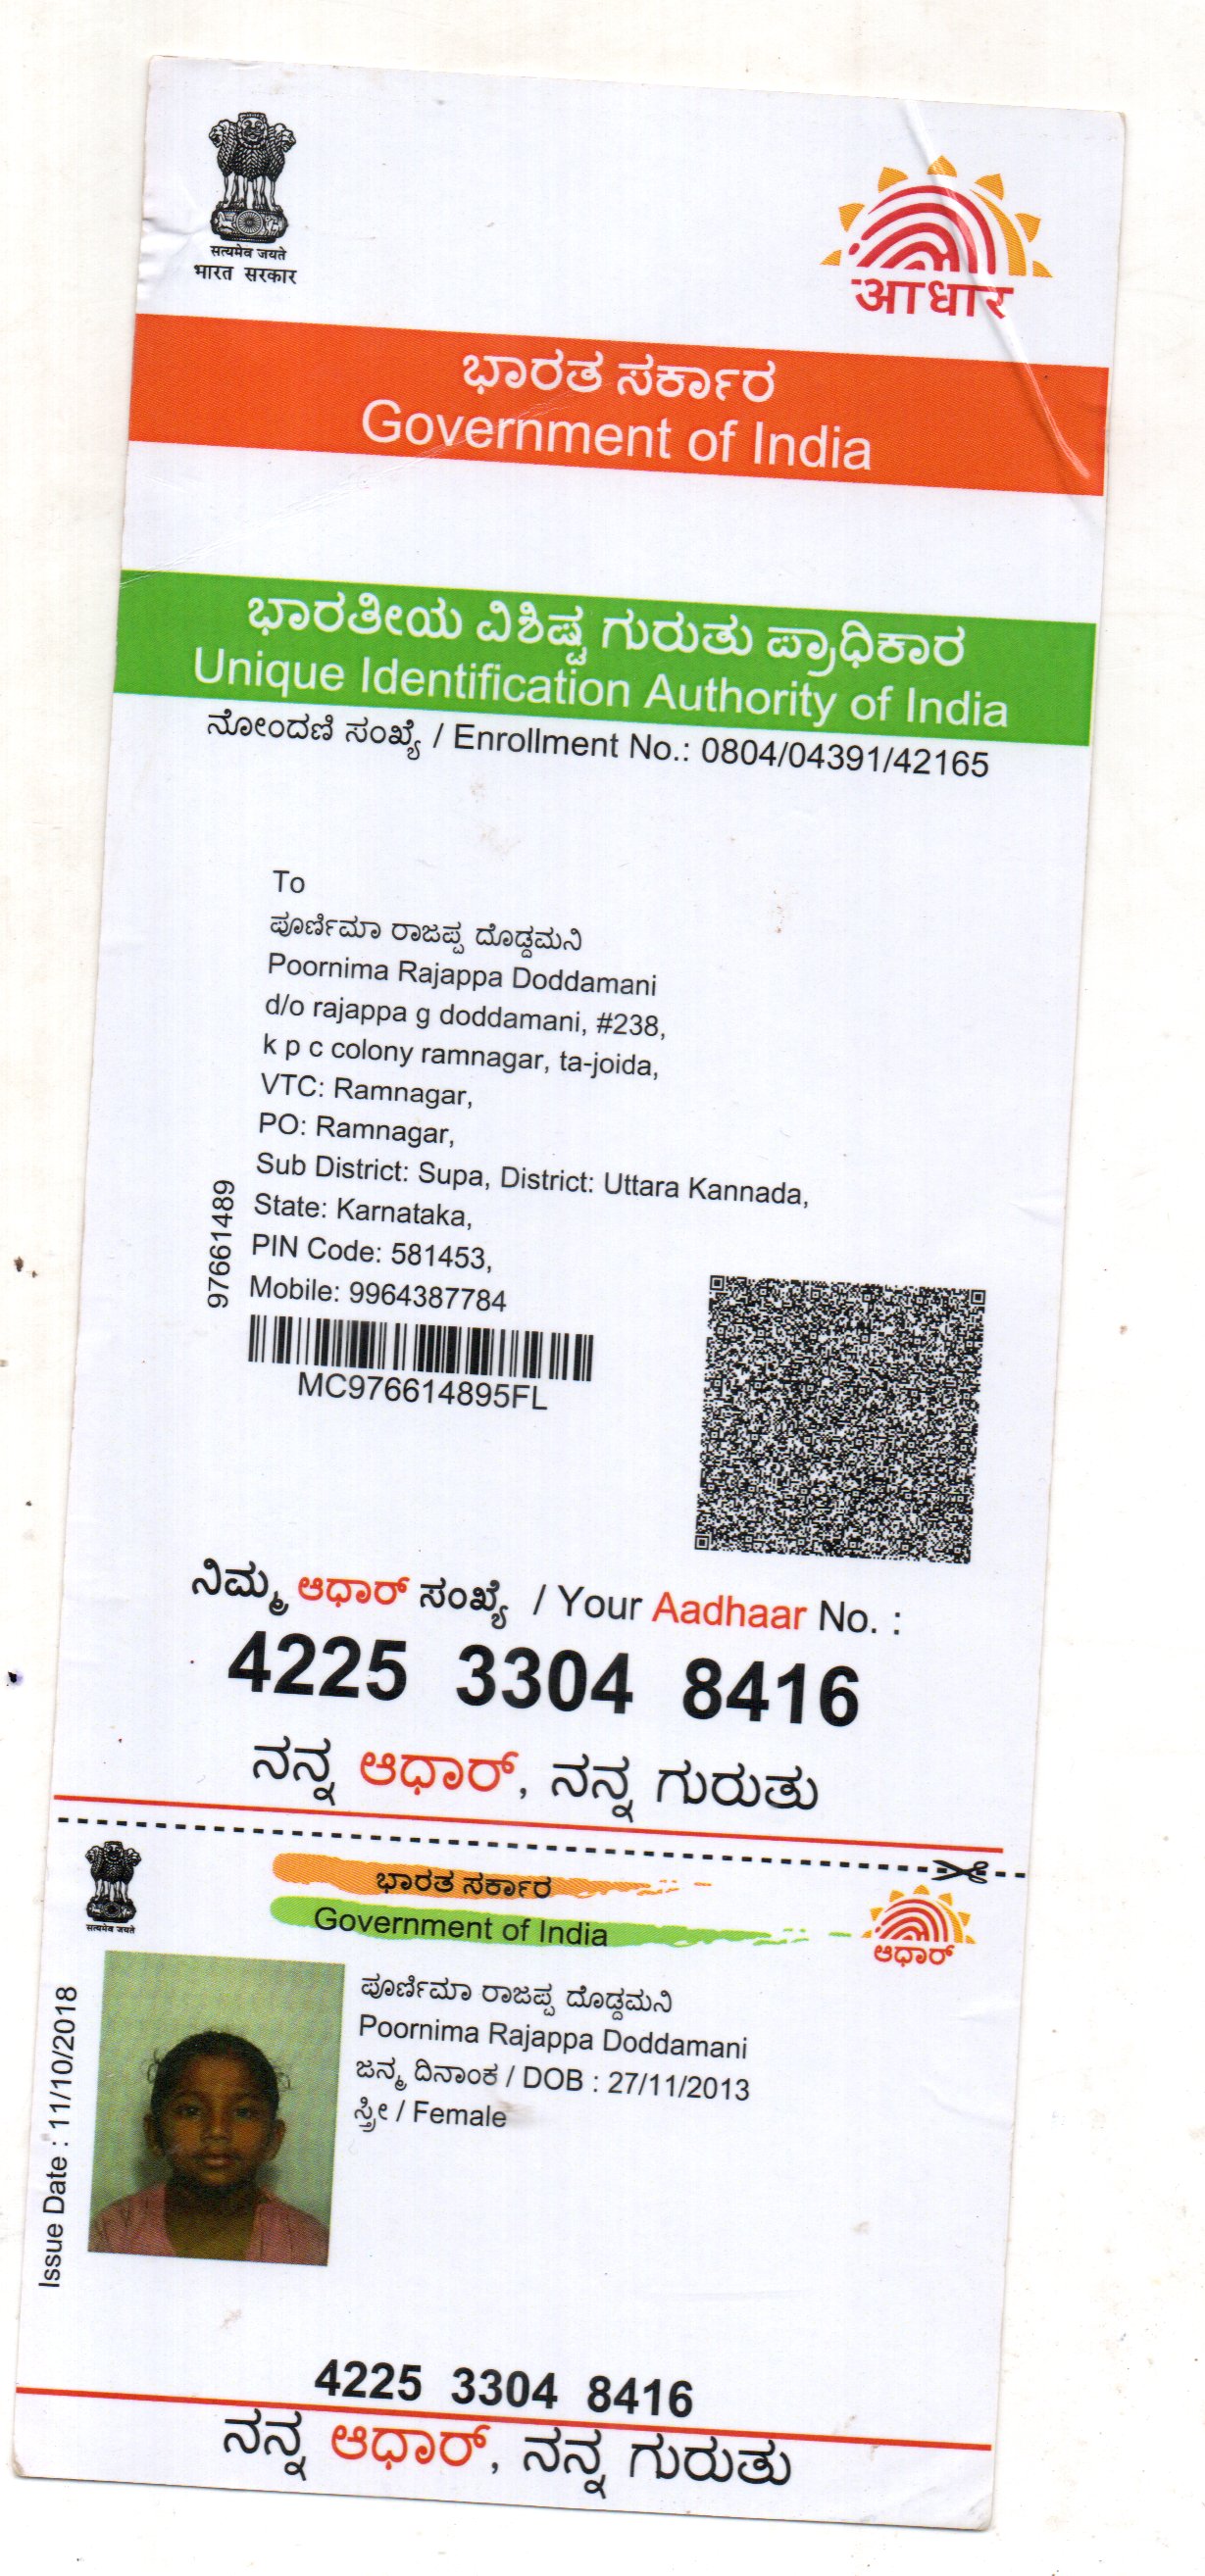 सत्यमेव जयते
भारत सरकार
आधार
ಭಾರತ ಸರ್ಕಾರ
Government of India
ಭಾರತೀಯ ವಿಶಿಷ್ಟ ಗುರುತು ಪ್ರಾಧಿಕಾರ
Unique Identification Authority of India
ನೋಂದಣಿ ಸಂಖ್ಯೆ / Enrollment No.: 0804/04391/42165
To
ಪೂರ್ಣಿಮಾ ರಾಜಪ್ಪ ದೊಡ್ಡಮನಿ
Poornima Rajappa Doddamani
d/o rajappa g doddamani, #238,
k p c colony ramnagar, ta-joida,
VTC: Ramnagar,
PO: Ramnagar,
Sub District: Supa, District: Uttara Kannada,
State: Karnataka,
PIN Code: 581453,
Mobile: 9964387784
97661489
MC976614895FL
ನಿಮ್ಮ ಆಧಾರ್ ಸಂಖ್ಯೆ / Your Aadhaar No. :
4225 3304 8416
ನನ್ನ ಆಧಾರ್, ನನ್ನ ಗುರುತು
सत्यमेव जयते
ಭಾರತ ಸರ್ಕಾರ
Government of India
ಆಧಾರ್
ಪೂರ್ಣಿಮಾ ರಾಜಪ್ಪ ದೊಡ್ಡಮನಿ
Poornima Rajappa Doddamani
ಜನ್ಮ ದಿನಾಂಕ / DOB : 27/11/2013
ಸ್ತ್ರೀ / Female
Issue Date : 11/10/2018
4225 3304 8416
ನನ್ನ ಆಧಾರ್, ನನ್ನ ಗುರುತು